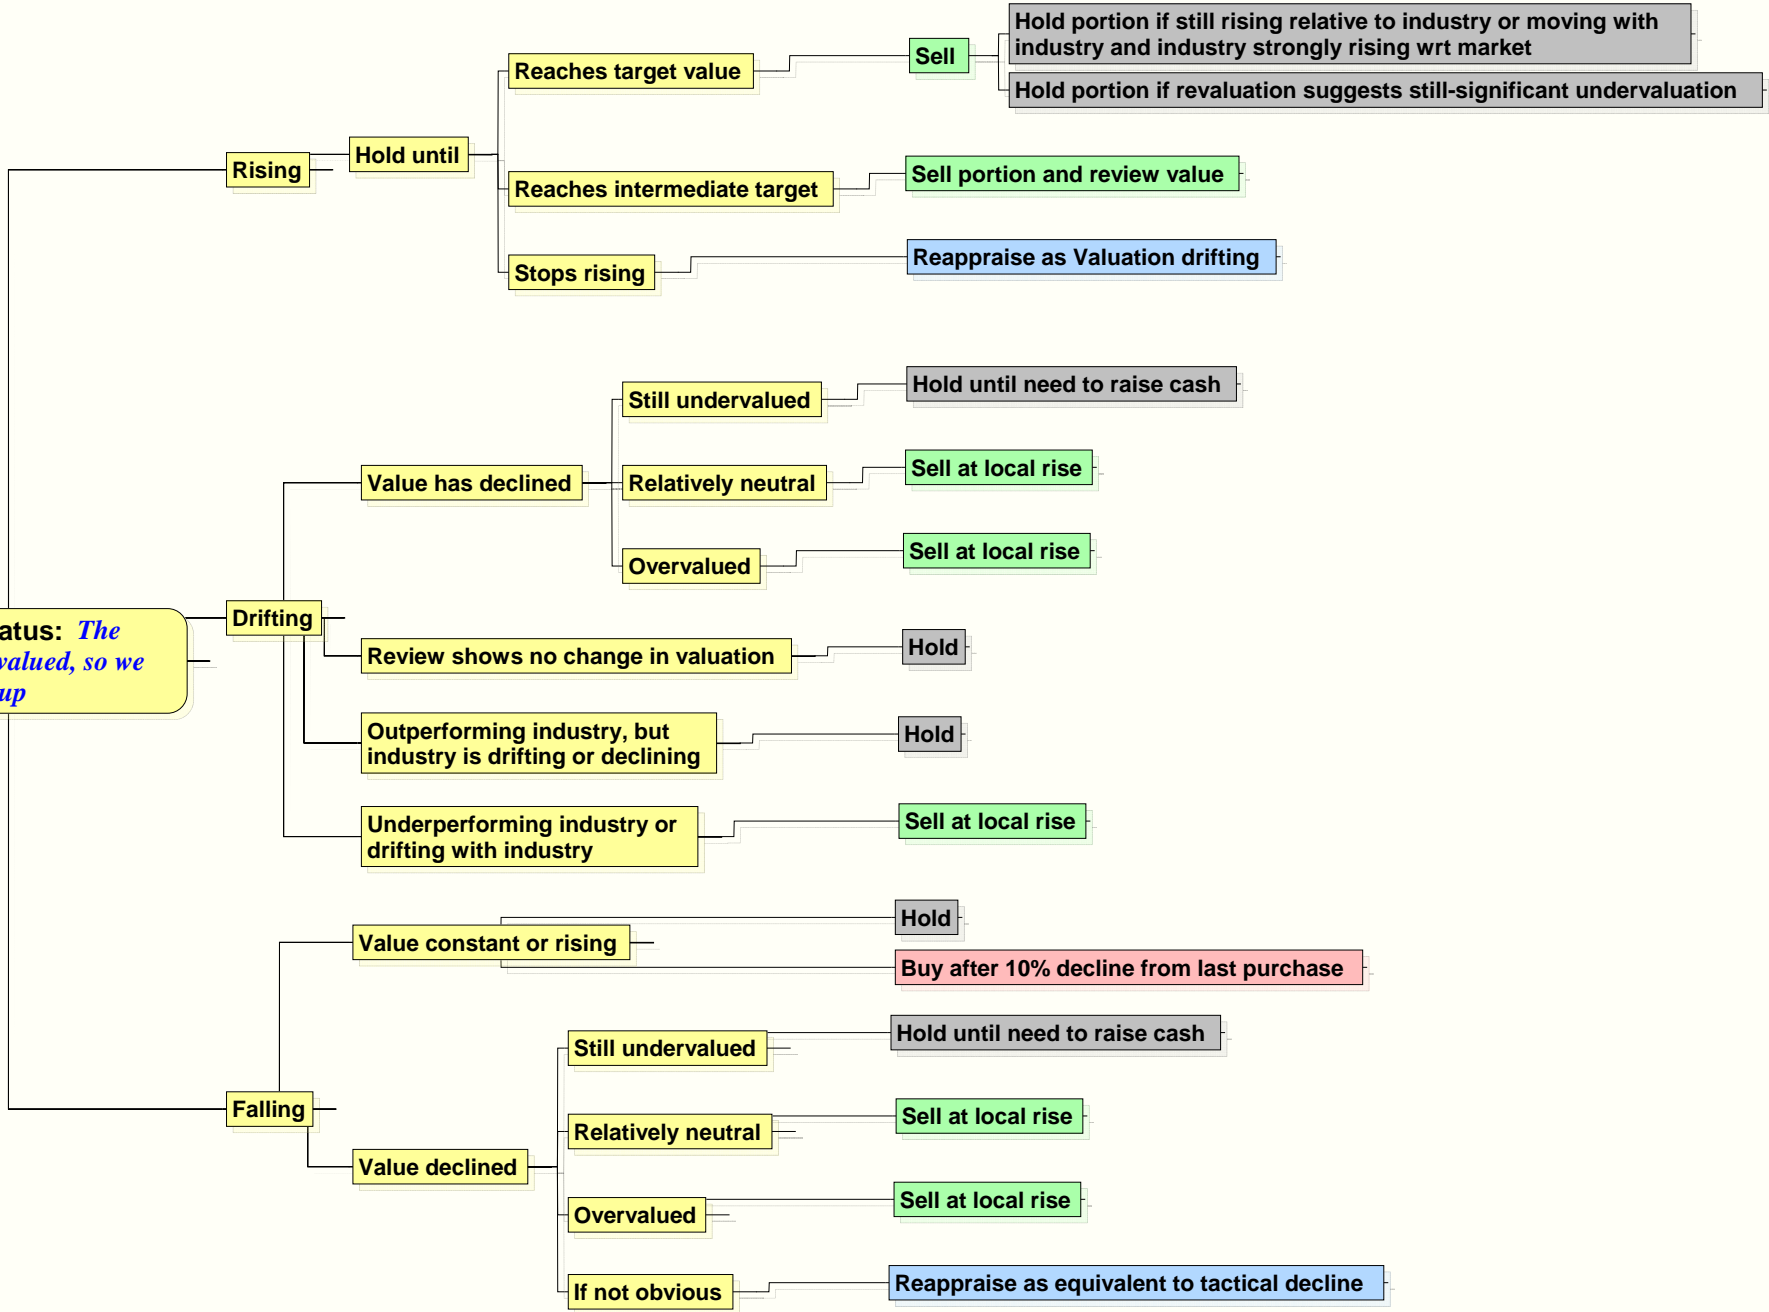 Hold portion if still rising relative to industry or moving with
industry and industry strongly rising wrt market
Sell
Reaches target value
Hold portion if revaluation suggests still-significant undervaluation
Hold until
Rising
Reaches intermediate target
Sell portion and review value
Stops rising
Reappraise as Valuation drifting
Still undervalued
Hold until need to raise cash
Value has declined
Relatively neutral
Sell at local rise
Overvalued
Sell at local rise
Drifting
atus: The
valued, so we
up
Review shows no change in valuation
Hold
Outperforming industry, but
industry is drifting or declining
Hold
Underperforming industry or
drifting with industry
Sell at local rise
Value constant or rising
Hold
Buy after 10% decline from last purchase
Still undervalued
Hold until need to raise cash
Falling
Relatively neutral
Sell at local rise
Value declined
Overvalued
Sell at local rise
If not obvious
Reappraise as equivalent to tactical decline